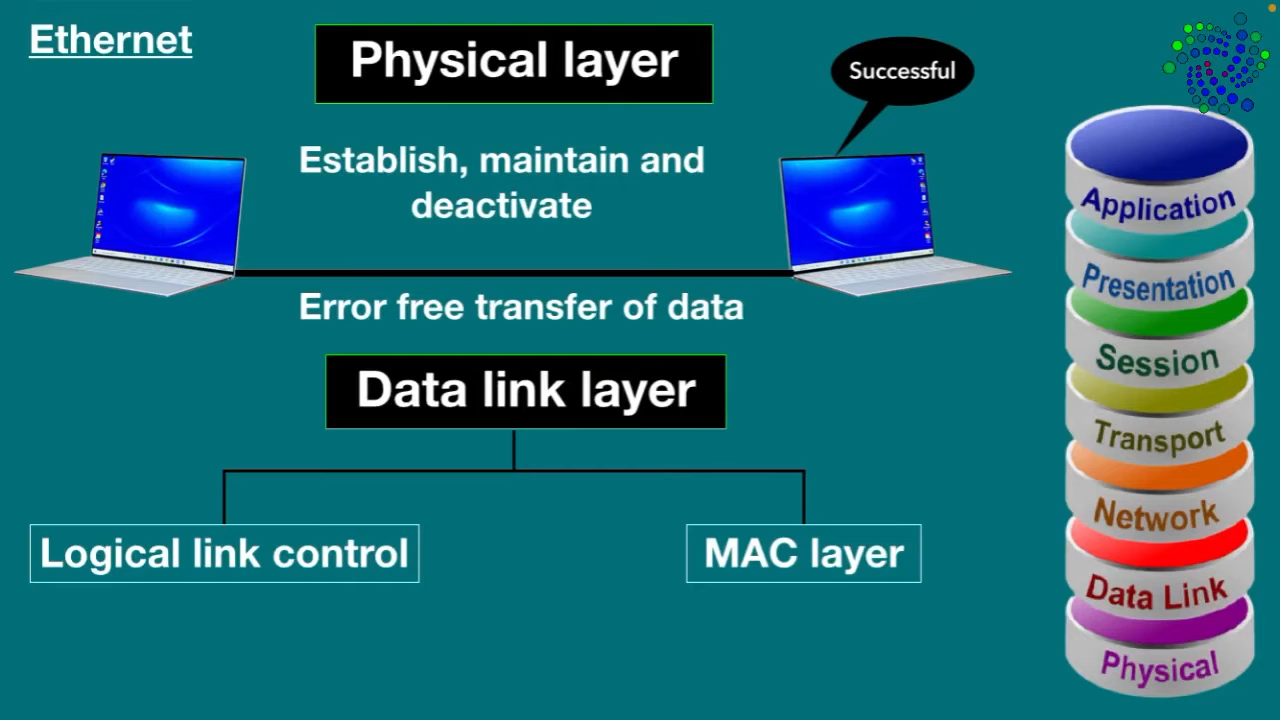 Ethernet
Physical layer
Successful
Establish, maintain and
deactivate
Error free transfer of data
Data link layer
Logical link control
MAC layer
Application
Presentation
Session
Transport
Network
Data Link
Physical